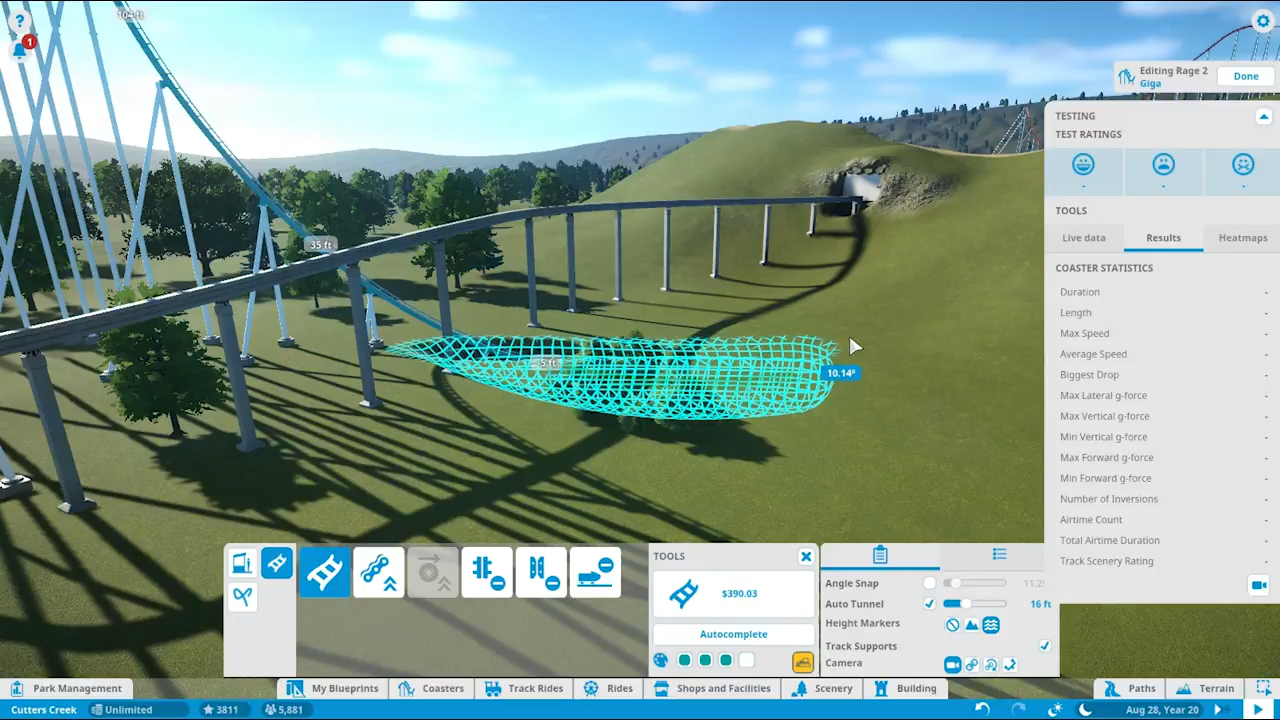 104 ft
?
1
Editing Rage 2
Giga
Done
TESTING
TEST RATINGS
-
-
-
TOOLS
Live data
Results
Heatmaps
COASTER STATISTICS
Duration -
Length -
Max Speed -
Average Speed -
Biggest Drop -
Max Lateral g-force -
Max Vertical g-force -
Min Vertical g-force -
Max Forward g-force -
Min Forward g-force -
Number of Inversions -
Airtime Count -
Total Airtime Duration -
Track Scenery Rating -
35 ft
-5 ft
10.14°
TOOLS
$390.03
Autocomplete
Angle Snap
Auto Tunnel 16 ft
Height Markers
Track Supports
Camera
Park Management
My Blueprints
Coasters
Track Rides
Rides
Shops and Facilities
Scenery
Building
Paths
Terrain
Cutters Creek
Unlimited
3811
5,881
Aug 28, Year 20